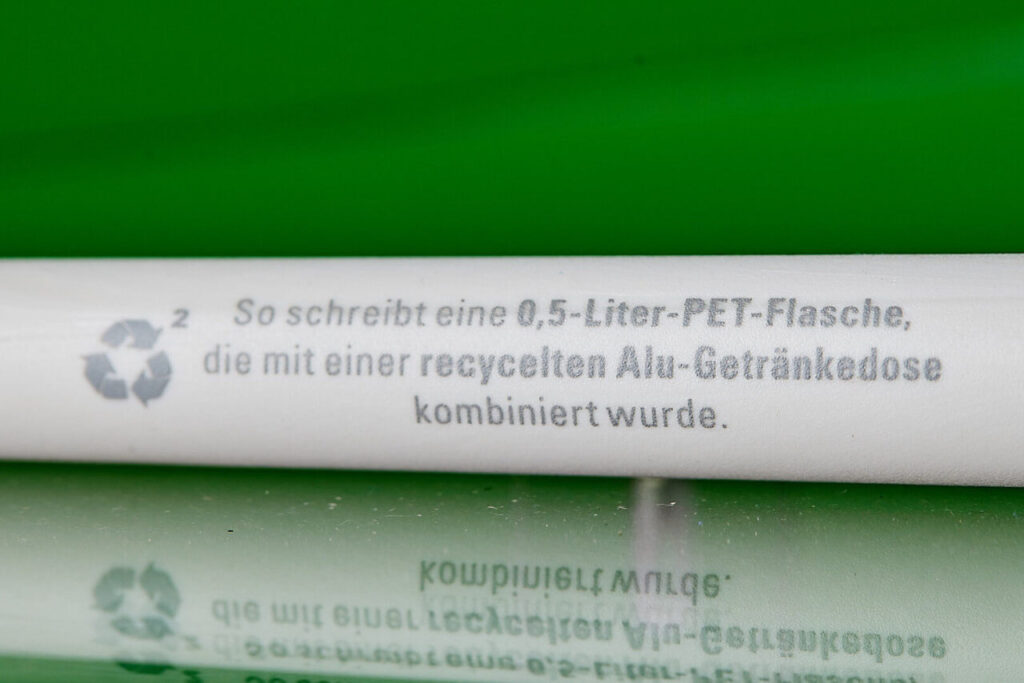 2
So schreibt eine 0,5-Liter-PET-Flasche,
die mit einer recycelten Alu-Getränkedose
kombiniert wurde.